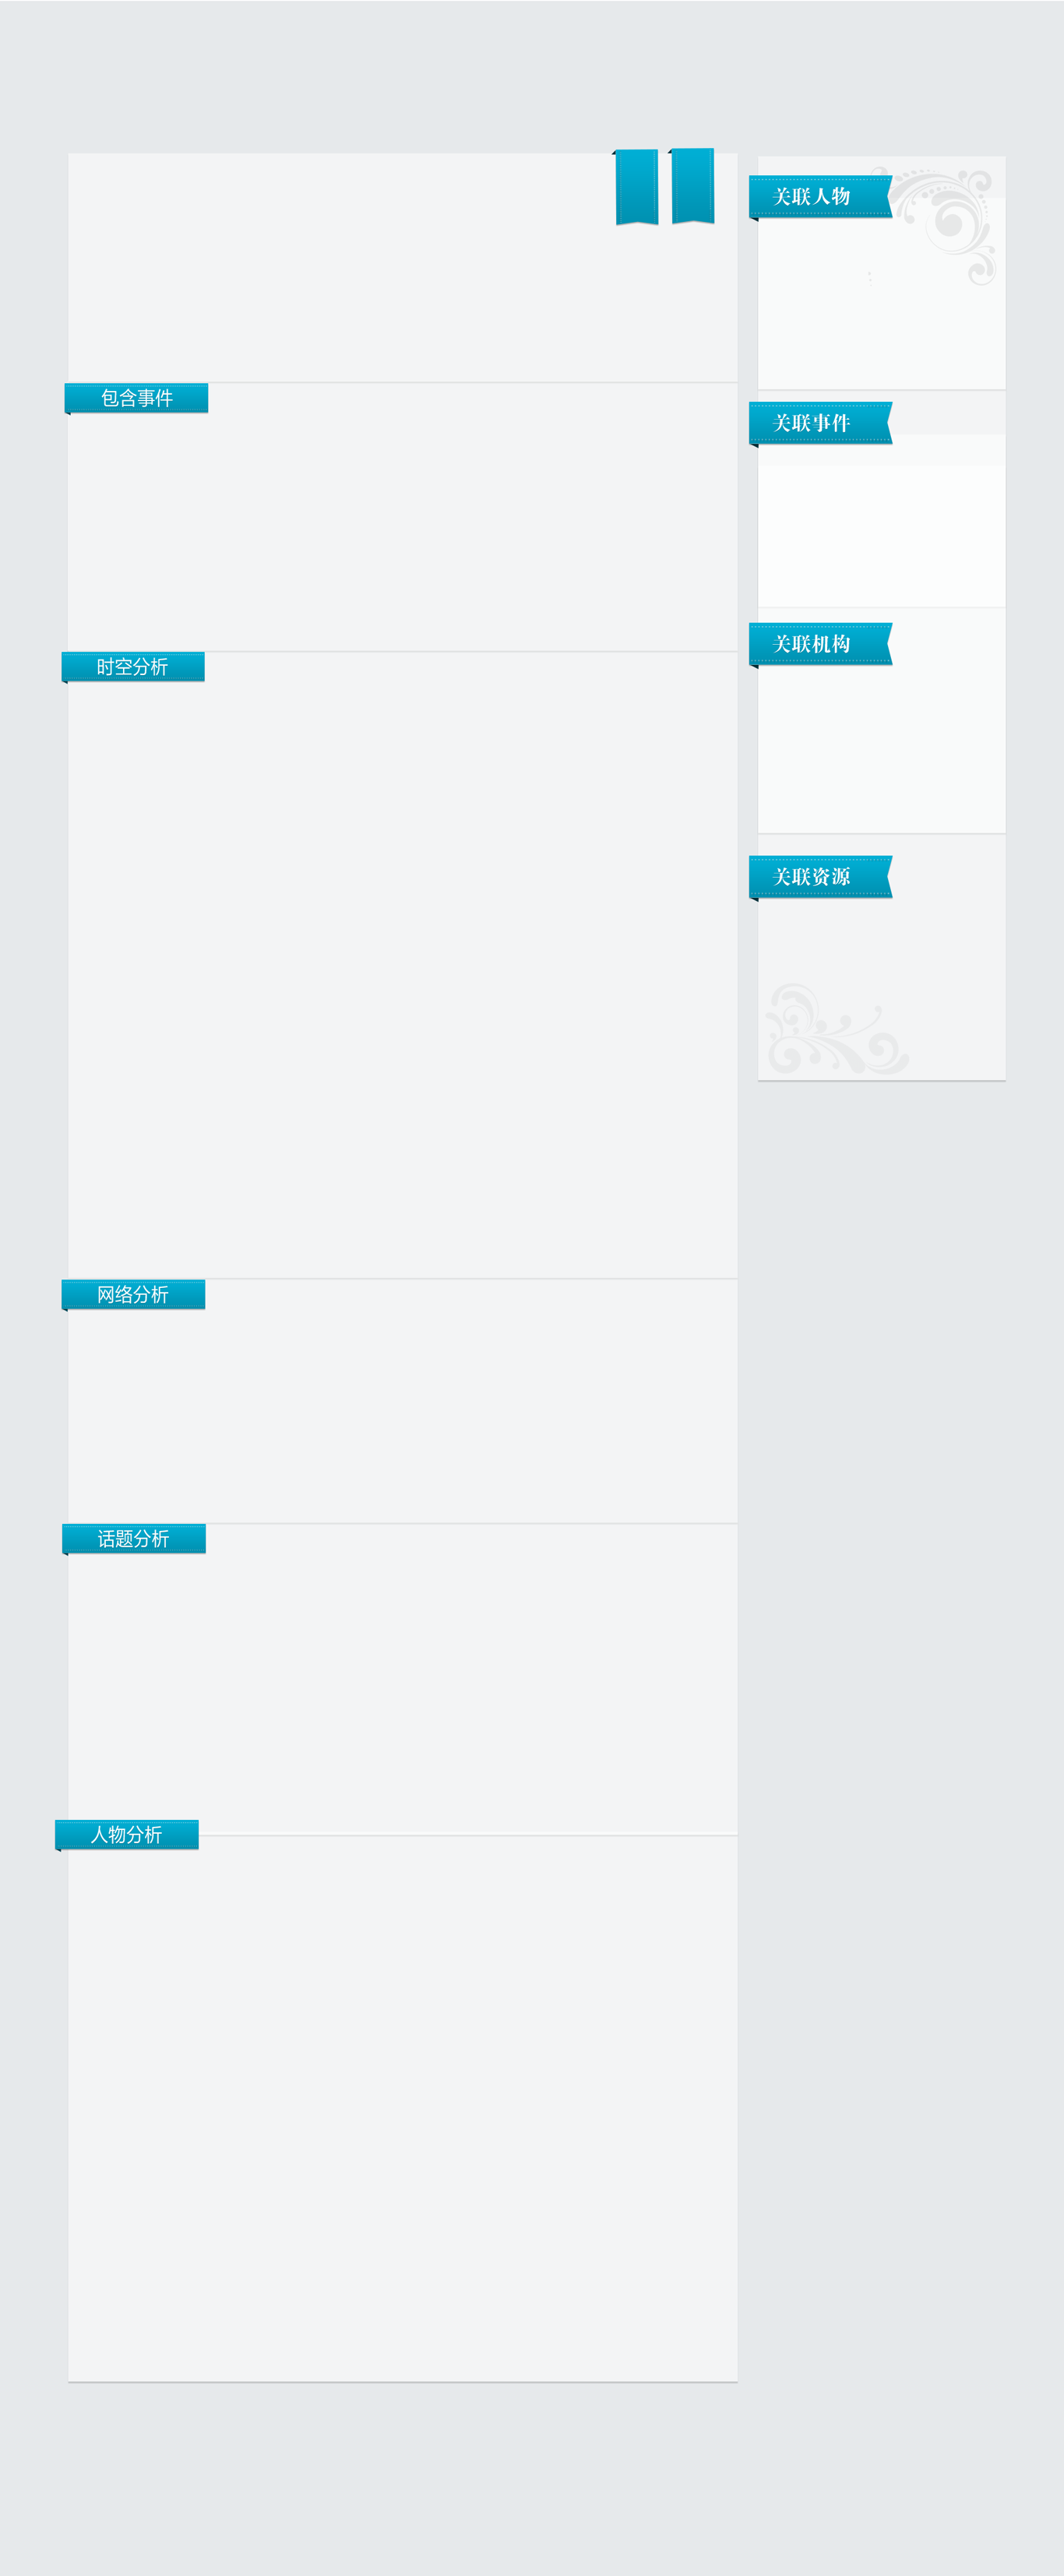 包含事件
时空分析
网络分析
话题分析
人物分析
关联人物
关联事件
关联机构
关联资源